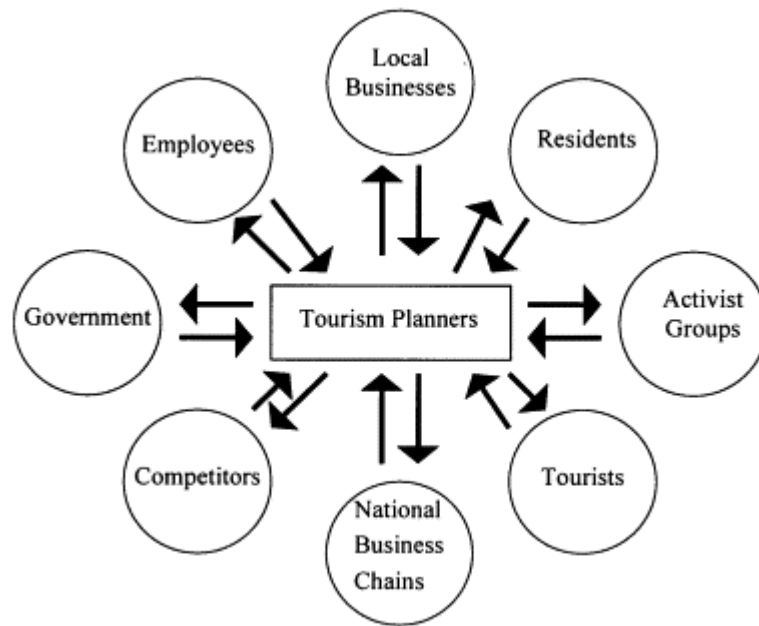 Local
Businesses
Employees
Residents
Government
Tourism Planners
Activist
Groups
Competitors
Tourists
National
Business
Chains